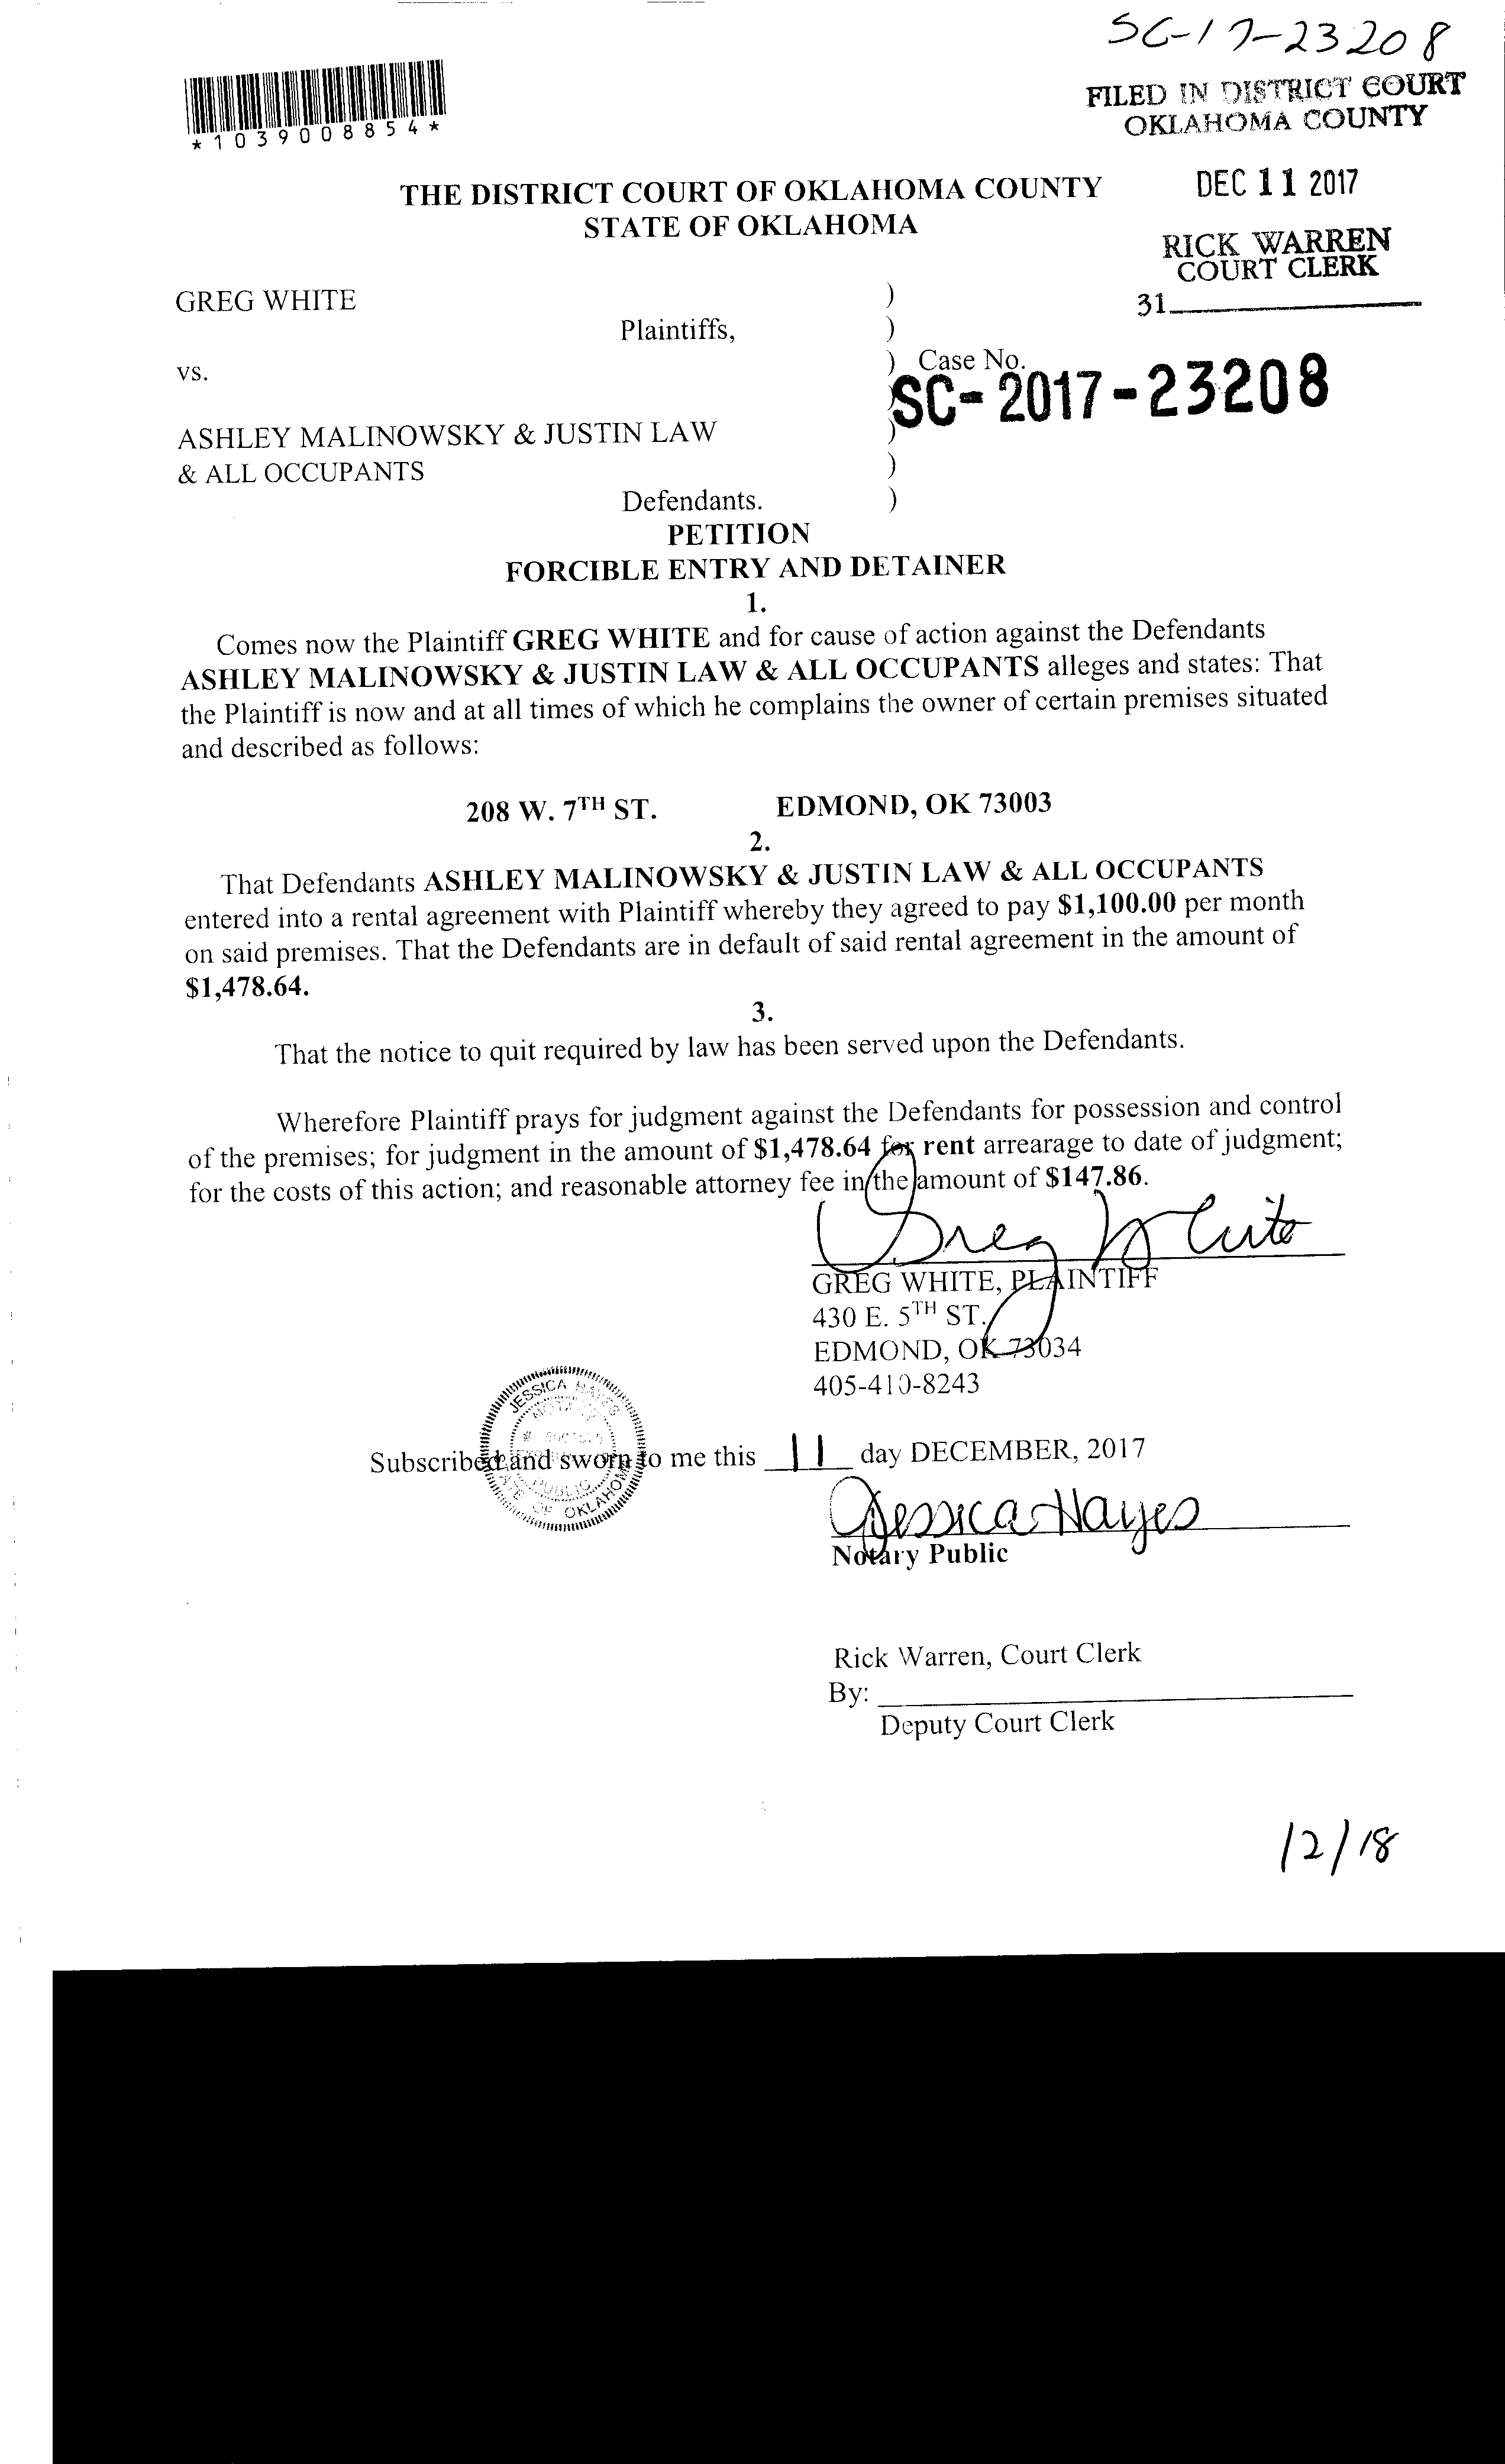 SC-17-23208
*1039008854*
FILED IN DISTRICT COURT
OKLAHOMA COUNTY
THE DISTRICT COURT OF OKLAHOMA COUNTY
STATE OF OKLAHOMA
DEC 11 2017
RICK WARREN
COURT CLERK
31
GREG WHITE )
Plaintiffs, )
vs. ) Case No.
SC-2017-23208
)
ASHLEY MALINOWSKY & JUSTIN LAW )
& ALL OCCUPANTS )
Defendants. )
PETITION
FORCIBLE ENTRY AND DETAINER
1.
Comes now the Plaintiff GREG WHITE and for cause of action against the Defendants
ASHLEY MALINOWSKY & JUSTIN LAW & ALL OCCUPANTS alleges and states: That
the Plaintiff is now and at all times of which he complains the owner of certain premises situated
and described as follows:
208 W. 7TH ST. EDMOND, OK 73003
2.
That Defendants ASHLEY MALINOWSKY & JUSTIN LAW & ALL OCCUPANTS
entered into a rental agreement with Plaintiff whereby they agreed to pay $1,100.00 per month
on said premises. That the Defendants are in default of said rental agreement in the amount of
$1,478.64.
3.
That the notice to quit required by law has been served upon the Defendants.
Wherefore Plaintiff prays for judgment against the Defendants for possession and control
of the premises; for judgment in the amount of $1,478.64 for rent arrearage to date of judgment;
for the costs of this action; and reasonable attorney fee in the amount of $147.86.
Greg White
GREG WHITE, PLAINTIFF
430 E. 5TH ST.
EDMOND, OK 73034
405-410-8243
JESSICA HAYES
NOTARY
PUBLIC
STATE OF OKLAHOMA
Subscribed and sworn to me this 11 day DECEMBER, 2017
Jessica Hayes
Notary Public
Rick Warren, Court Clerk
By:
Deputy Court Clerk
12/18